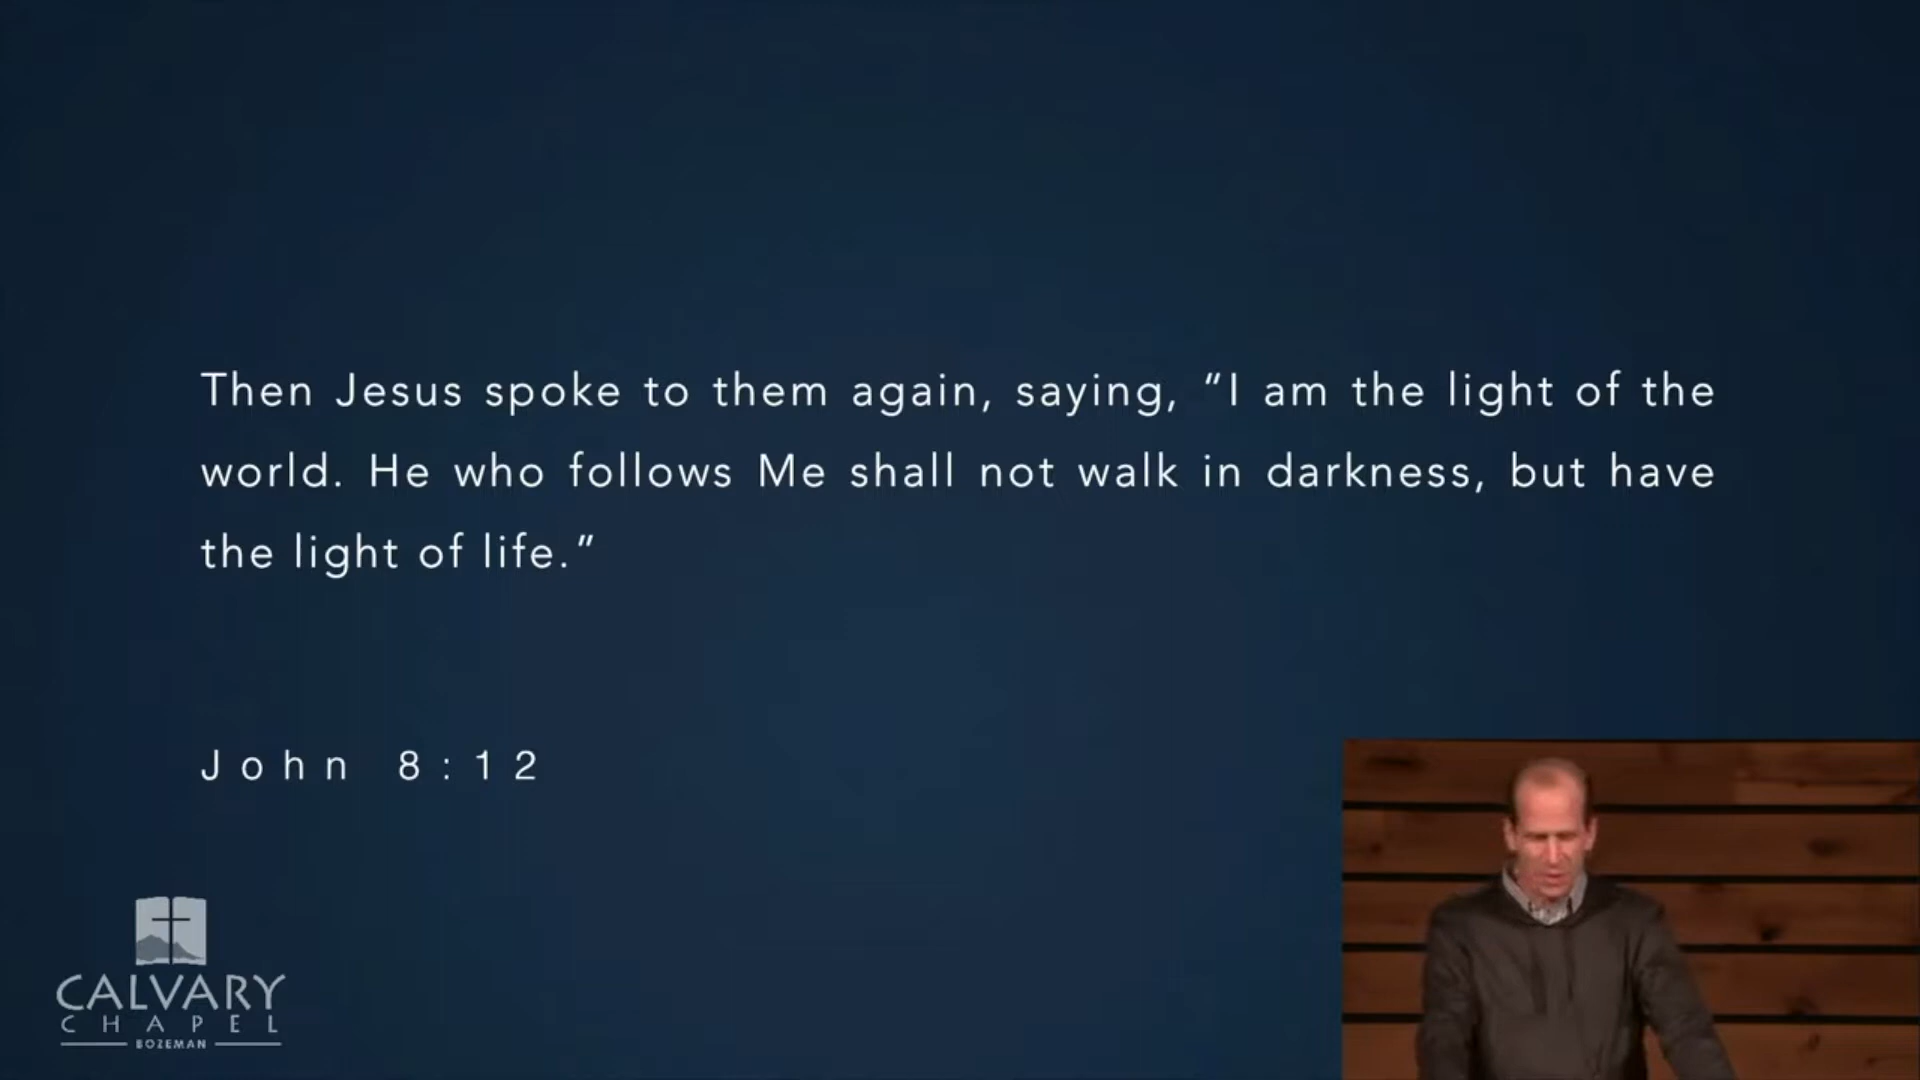 Then Jesus spoke to them again, saying, “I am the light of the
world. He who follows Me shall not walk in darkness, but have
the light of life.”
John 8:12
CALVARY
CHAPEL
BOZEMAN